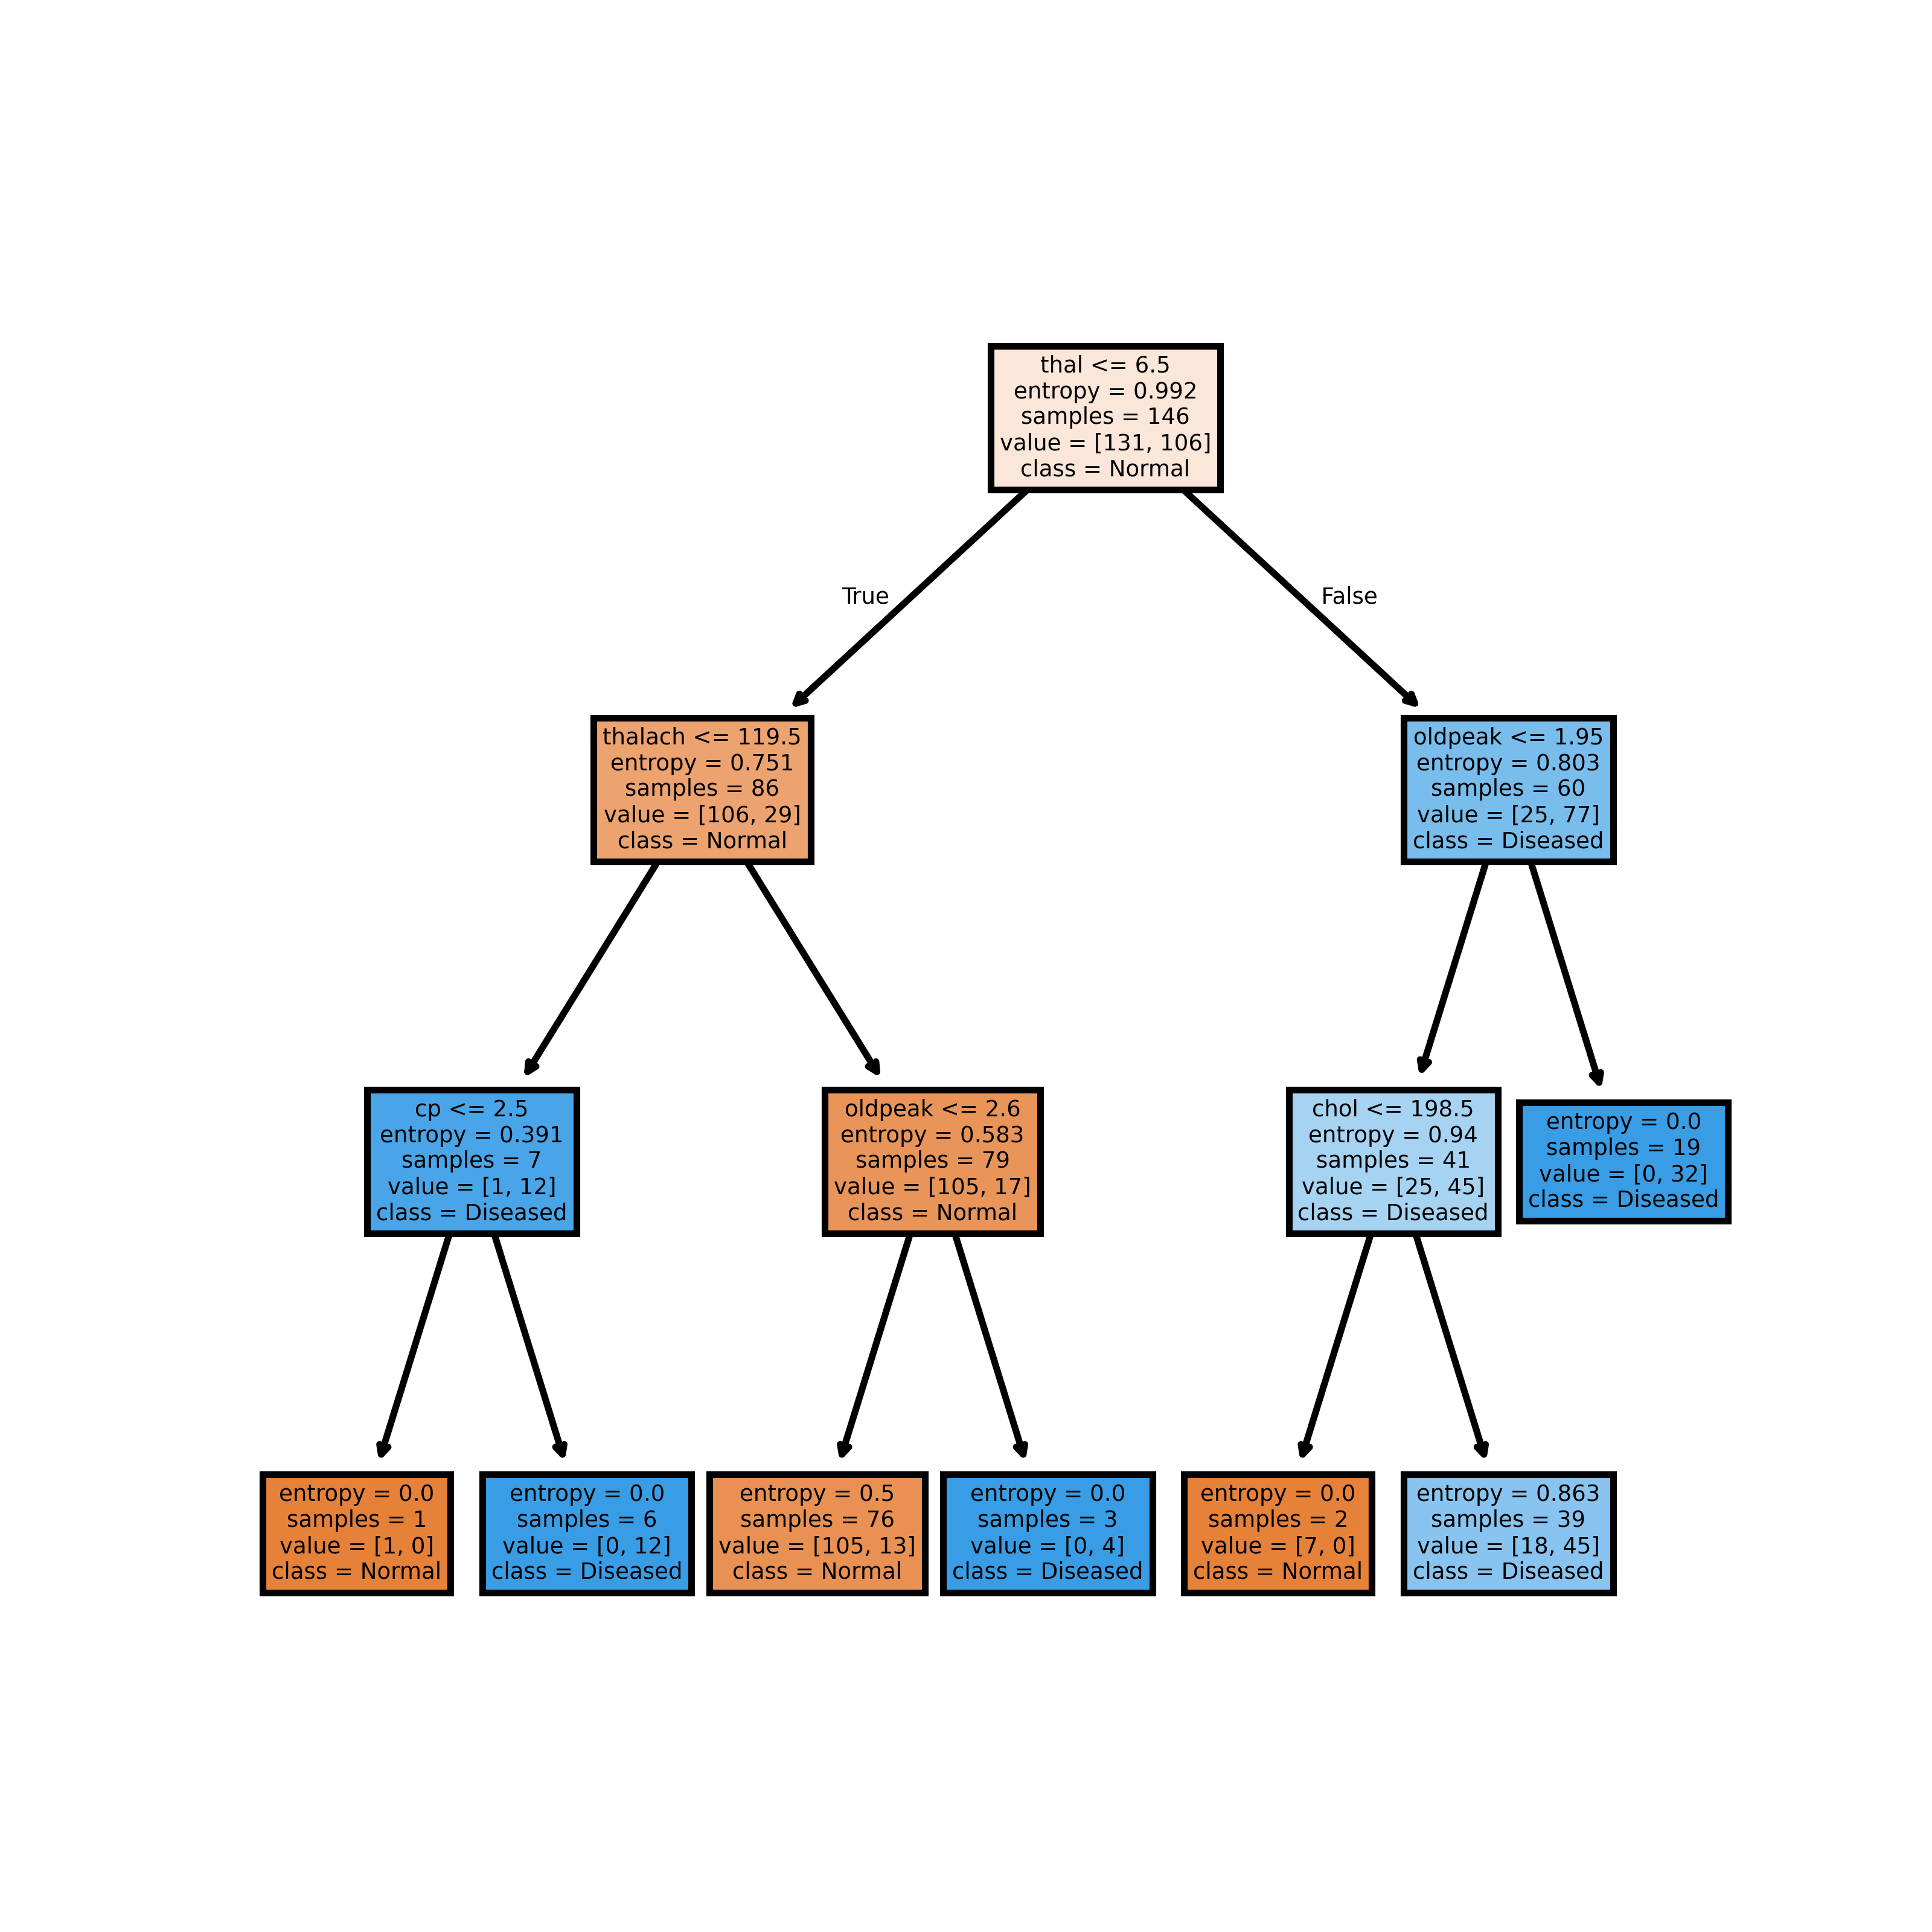 thal <= 6.5
entropy = 0.992
samples = 146
value = [131, 106]
class = Normal
True
False
thalach <= 119.5
entropy = 0.751
samples = 86
value = [106, 29]
class = Normal
oldpeak <= 1.95
entropy = 0.803
samples = 60
value = [25, 77]
class = Diseased
cp <= 2.5
entropy = 0.391
samples = 7
value = [1, 12]
class = Diseased
oldpeak <= 2.6
entropy = 0.583
samples = 79
value = [105, 17]
class = Normal
chol <= 198.5
entropy = 0.94
samples = 41
value = [25, 45]
class = Diseased
entropy = 0.0
samples = 19
value = [0, 32]
class = Diseased
entropy = 0.0
samples = 1
value = [1, 0]
class = Normal
entropy = 0.0
samples = 6
value = [0, 12]
class = Diseased
entropy = 0.5
samples = 76
value = [105, 13]
class = Normal
entropy = 0.0
samples = 3
value = [0, 4]
class = Diseased
entropy = 0.0
samples = 2
value = [7, 0]
class = Normal
entropy = 0.863
samples = 39
value = [18, 45]
class = Diseased